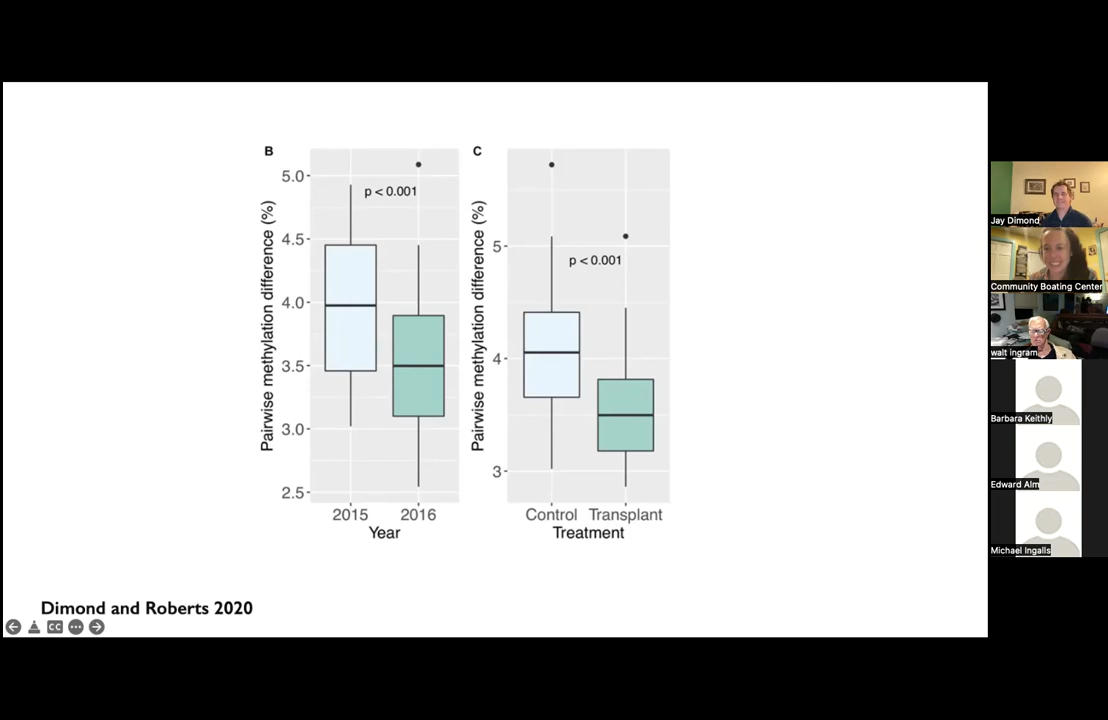 B
Pairwise methylation difference (%)
5.0
4.5
4.0
3.5
3.0
2.5
p < 0.001
2015
2016
Year
C
Pairwise methylation difference (%)
5
4
3
p < 0.001
Control
Transplant
Treatment
Dimond and Roberts 2020
CC
Jay Dimond
Community Boating Center
walt ingram
Barbara Keithly
Edward Alm
Michael Ingalls